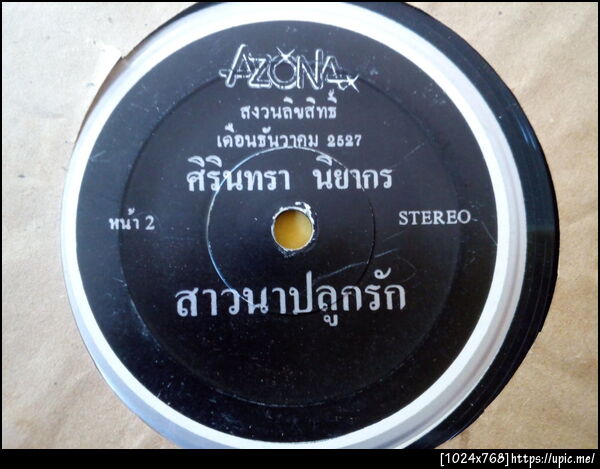 AZONA
สงวนลิขสิทธิ์
เดือนธันวาคม 2527
ศิรินทรา นิยากร
หน้า 2
STEREO
สาวนาปลูกรัก
[1024x768]https://upic.me/